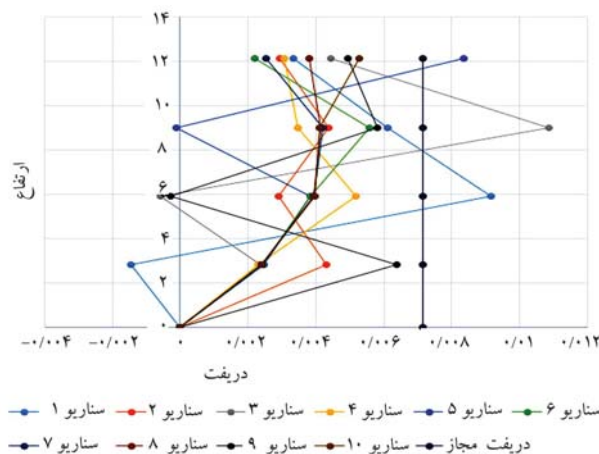 ۱۴
۱۲
۱۰
۸
۶
۴
۲
۰
ارتفاع
-۰/۰۰۴ -۰/۰۰۲ ۰ ۰/۰۰۲ ۰/۰۰۴ ۰/۰۰۶ ۰/۰۰۸ ۰/۰۱ ۰/۰۱۲
دریفت
سناریو ۱ سناریو ۲ سناریو ۳ سناریو ۴ سناریو ۵ سناریو ۶
سناریو ۷ سناریو ۸ سناریو ۹ سناریو ۱۰ دریفت مجاز